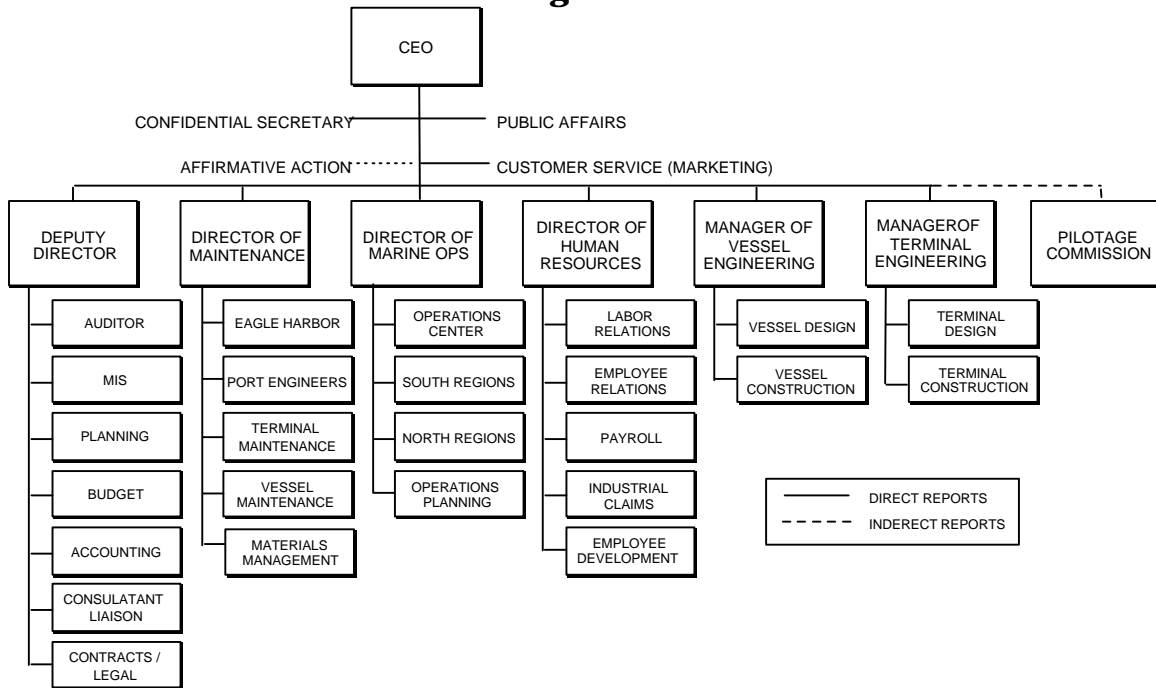 CEO
CONFIDENTIAL SECRETARY
PUBLIC AFFAIRS
AFFIRMATIVE ACTION
CUSTOMER SERVICE (MARKETING)
DEPUTY
DIRECTOR
DIRECTOR OF
MAINTENANCE
DIRECTOR OF
MARINE OPS
DIRECTOR OF
HUMAN
RESOURCES
MANAGER OF
VESSEL
ENGINEERING
MANAGEROF
TERMINAL
ENGINEERING
PILOTAGE
COMMISSION
AUDITOR
MIS
PLANNING
BUDGET
ACCOUNTING
CONSULATANT
LIAISON
CONTRACTS /
LEGAL
EAGLE HARBOR
PORT ENGINEERS
TERMINAL
MAINTENANCE
VESSEL
MAINTENANCE
MATERIALS
MANAGEMENT
OPERATIONS
CENTER
SOUTH REGIONS
NORTH REGIONS
OPERATIONS
PLANNING
LABOR
RELATIONS
EMPLOYEE
RELATIONS
PAYROLL
INDUSTRIAL
CLAIMS
EMPLOYEE
DEVELOPMENT
VESSEL DESIGN
VESSEL
CONSTRUCTION
TERMINAL
DESIGN
TERMINAL
CONSTRUCTION
DIRECT REPORTS
INDERECT REPORTS